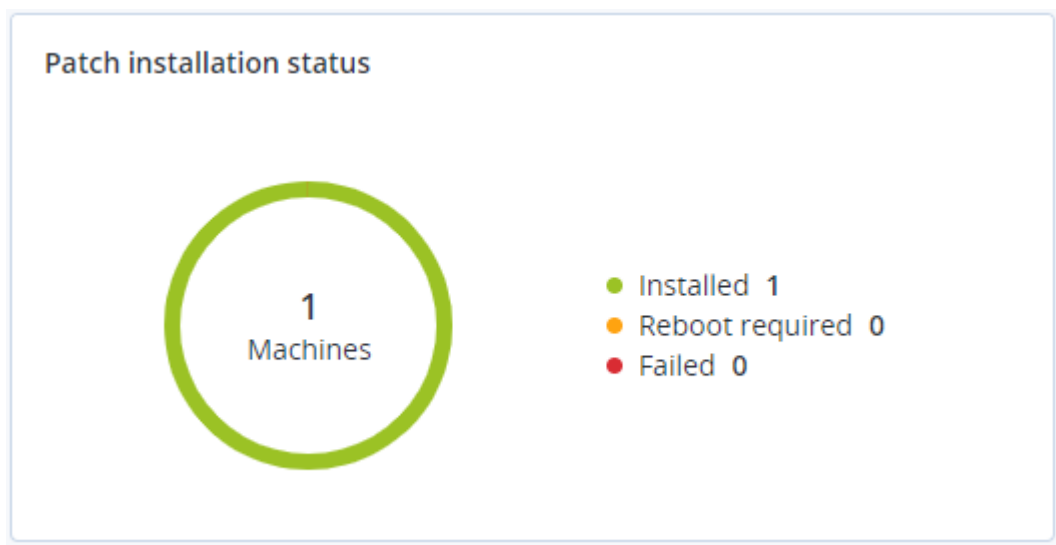 Patch installation status
1
Machines
Installed 1
Reboot required 0
Failed 0